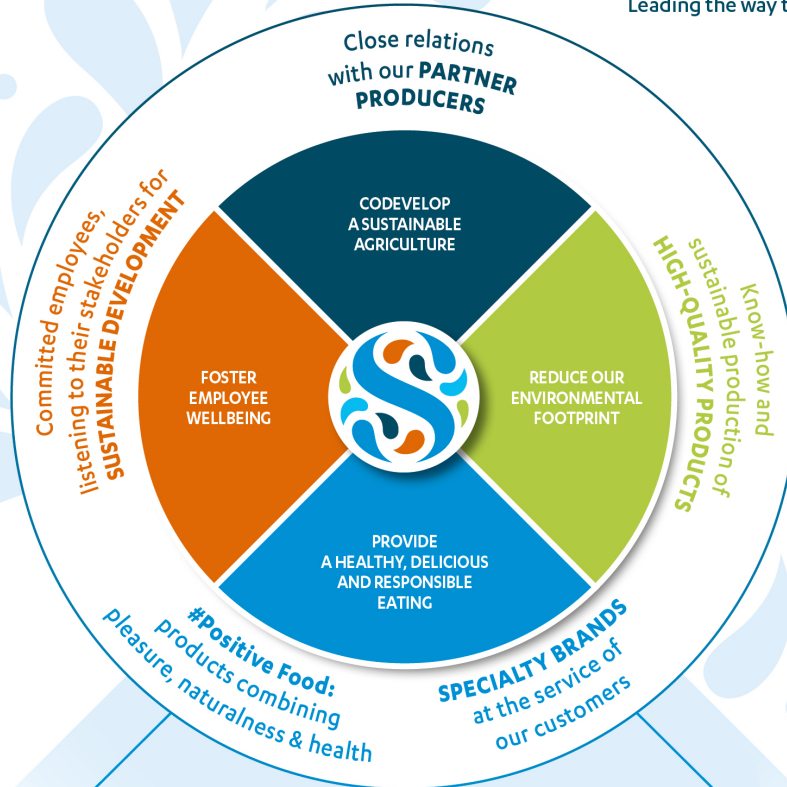 Leading the way t
Close relations
with our PARTNER
PRODUCERS
CODEVELOP
A SUSTAINABLE
AGRICULTURE
Committed employees,
listening to their stakeholders for
SUSTAINABLE DEVELOPMENT
FOSTER
EMPLOYEE
WELLBEING
REDUCE OUR
ENVIRONMENTAL
FOOTPRINT
Know-how and
sustainable production of
HIGH-QUALITY PRODUCTS
PROVIDE
A HEALTHY, DELICIOUS
AND RESPONSIBLE
EATING
#Positive Food:
products combining
pleasure, naturalness & health
SPECIALTY BRANDS
at the service of
our customers